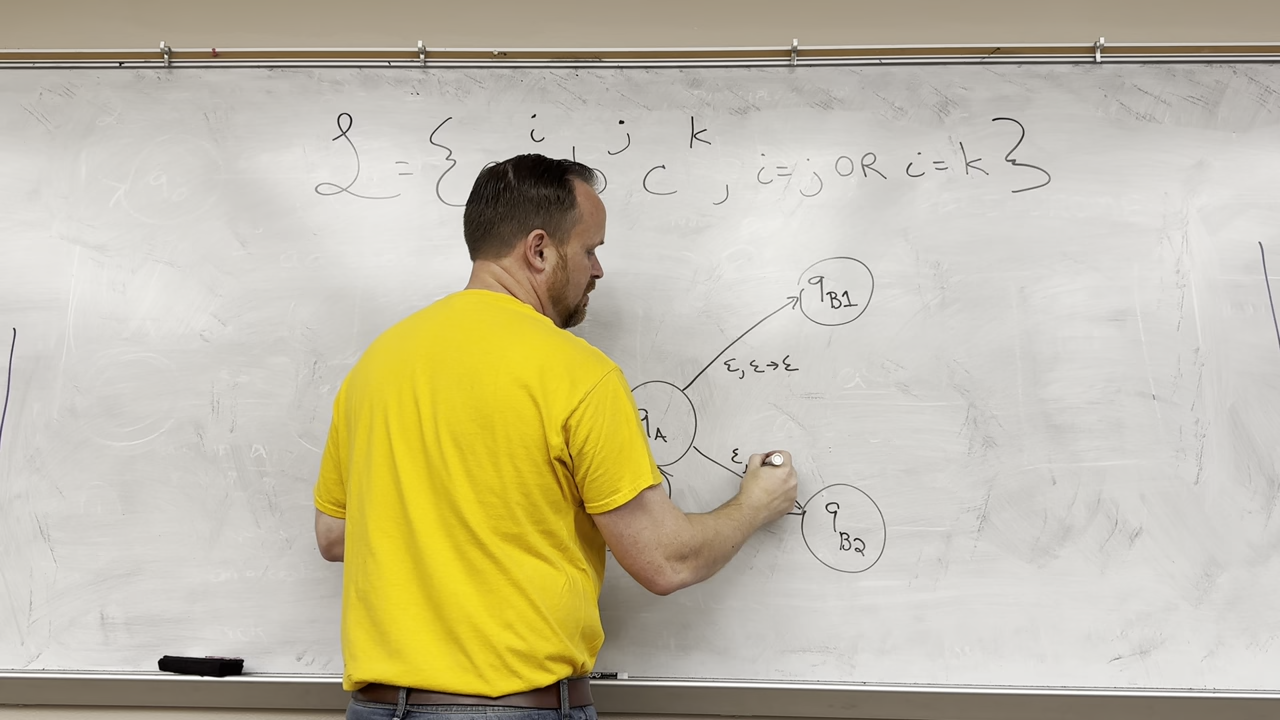 i j k
L = { b c , i=j OR i=k }
q B1
ε, ε→ε
q A
ε,
q B2